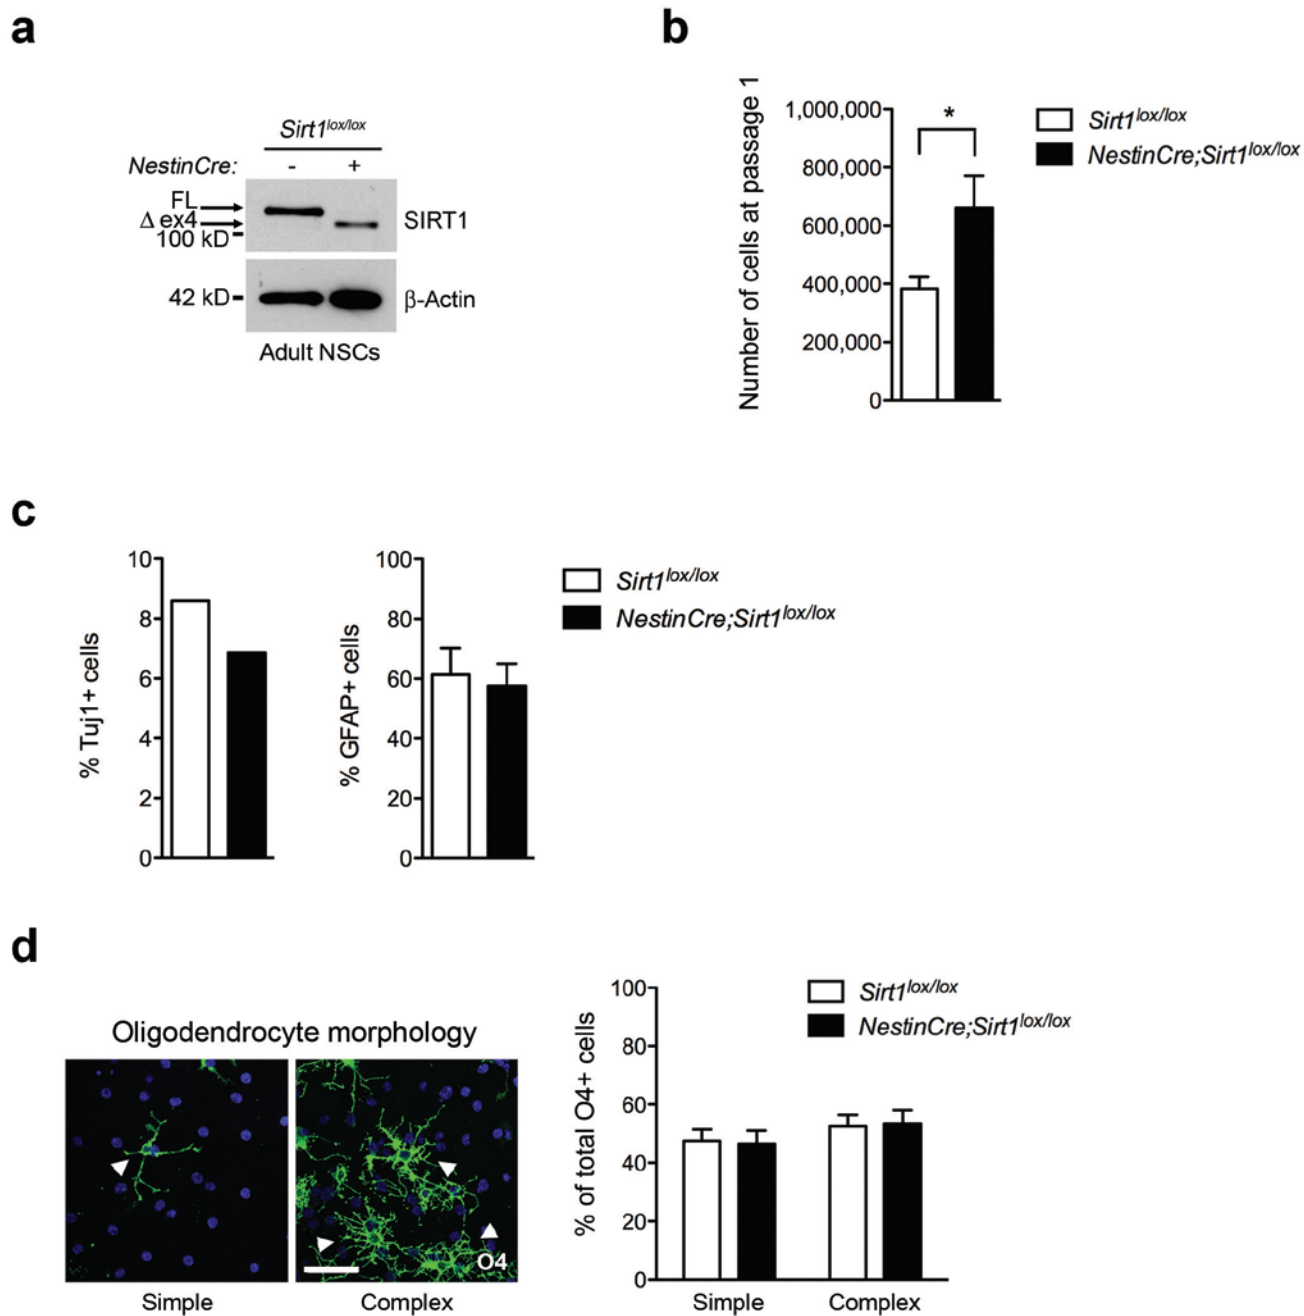 a
Sirt1lox/lox
NestinCre: - +
FL
Δ ex4
100 kD
SIRT1
42 kD
β-Actin
Adult NSCs
b
Number of cells at passage 1
1,000,000
800,000
600,000
400,000
200,000
0
*
Sirt1lox/lox
NestinCre;Sirt1lox/lox
c
% Tuj1+ cells
10
8
6
4
2
0
% GFAP+ cells
100
80
60
40
20
0
Sirt1lox/lox
NestinCre;Sirt1lox/lox
d
Oligodendrocyte morphology
O4
Simple Complex
% of total O4+ cells
100
80
60
40
20
0
Sirt1lox/lox
NestinCre;Sirt1lox/lox
Simple Complex